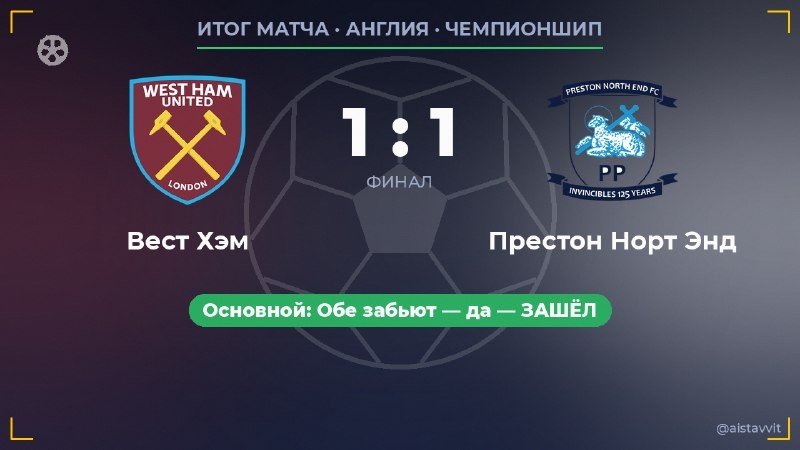 ИТОГ МАТЧА · АНГЛИЯ · ЧЕМПИОНШИП
WEST HAM
UNITED
LONDON
1:1
ФИНАЛ
PRESTON NORTH END FC
PP
INVINCIBLES 125 YEARS
Вест Хэм
Престон Норт Энд
Основной: Обе забьют — да — ЗАШЁЛ
@aistavvit